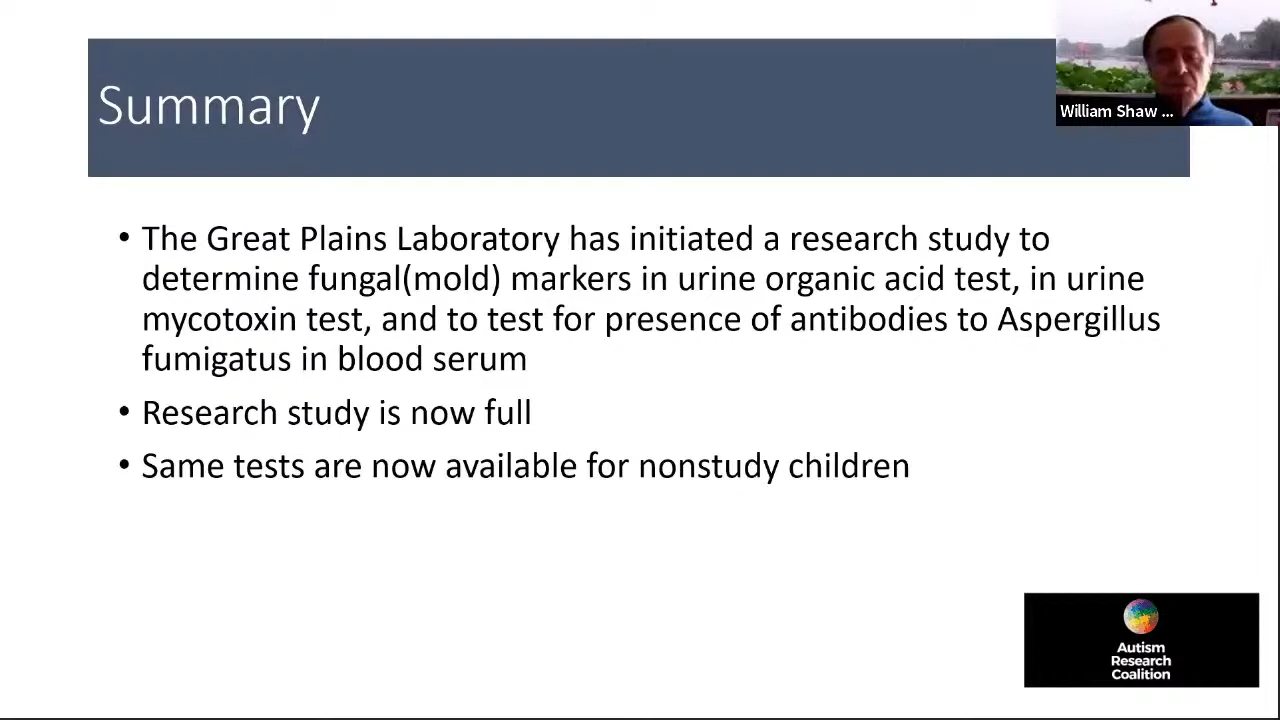 Summary
William Shaw ...
• The Great Plains Laboratory has initiated a research study to
determine fungal(mold) markers in urine organic acid test, in urine
mycotoxin test, and to test for presence of antibodies to Aspergillus
fumigatus in blood serum
• Research study is now full
• Same tests are now available for nonstudy children
Autism
Research
Coalition